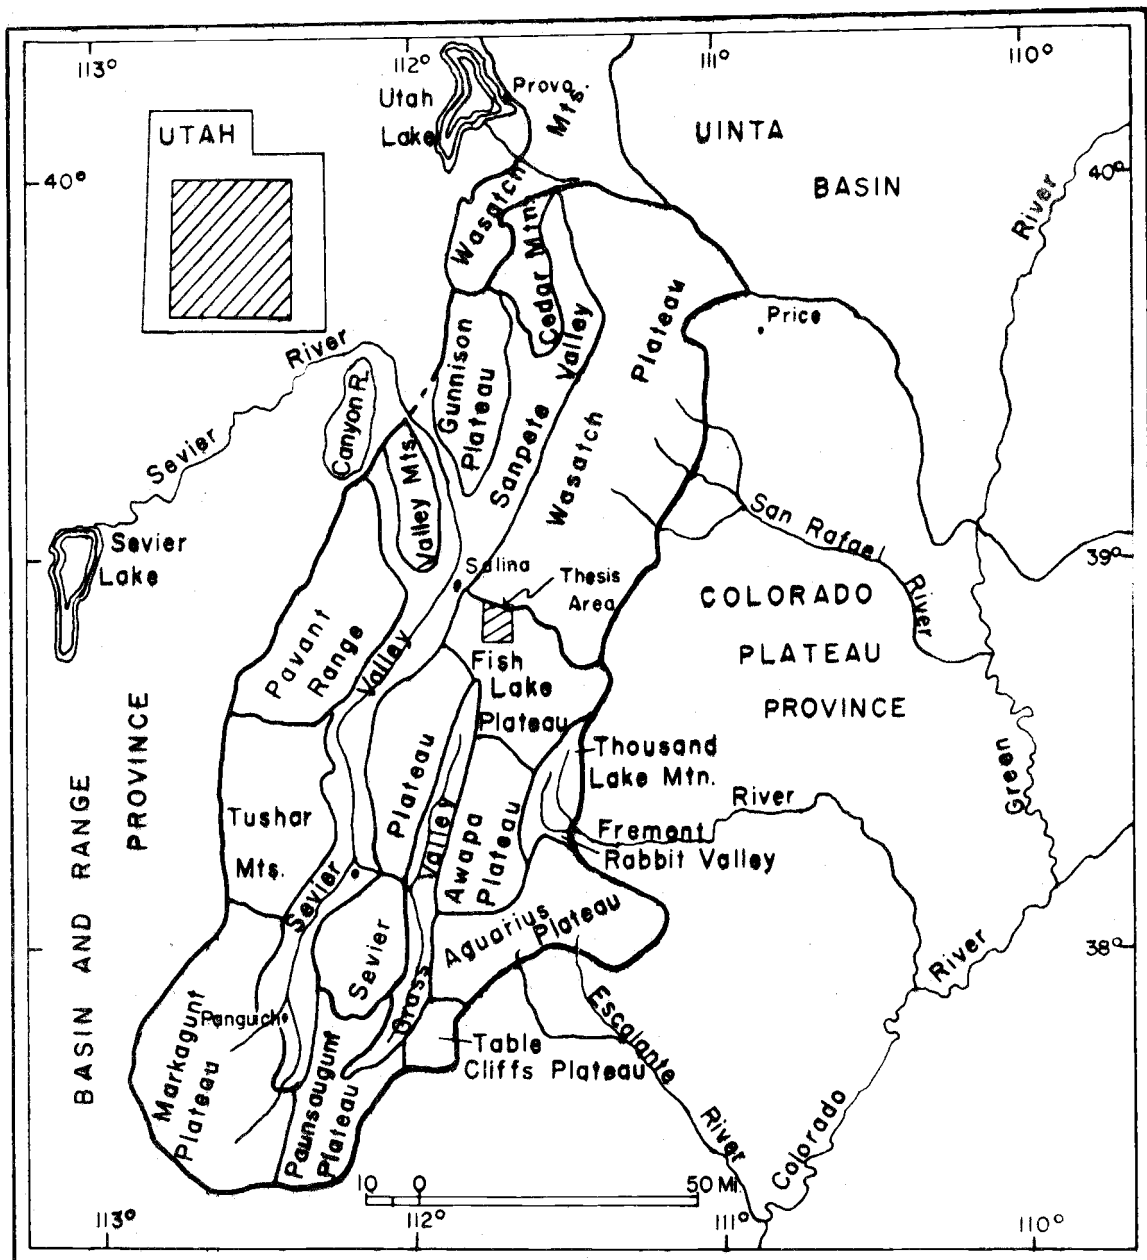 113°
112°
111°
110°
Utah
Lake
Provo
Mts.
UINTA
BASIN
UTAH
40°
40°
River
Wasatch
Cedar Mtn.
Valley
Plateau
Price
River
Canyon R.
Gunnison
Plateau
Sanpete
Wasatch
Sevier
Valley Mts.
San Rafael
River
Sevier
Lake
39°
Salina
Thesis
Area
COLORADO
PLATEAU
PROVINCE
Pavant
Range
Valley
Fish
Lake
Plateau
BASIN AND RANGE
PROVINCE
Thousand
Lake Mtn.
Green
River
Tushar
Mts.
Plateau
Valley
Awapa
Plateau
Fremont
Rabbit Valley
Sevier
Sevier
Aguarius
Plateau
38°
River
Grass
Escalante
River
Panguich
Table
Cliffs Plateau
Markagunt
Plateau
Paunsaugunt
Plateau
Colorado
10 0 50 Mi.
113°
112°
111°
110°